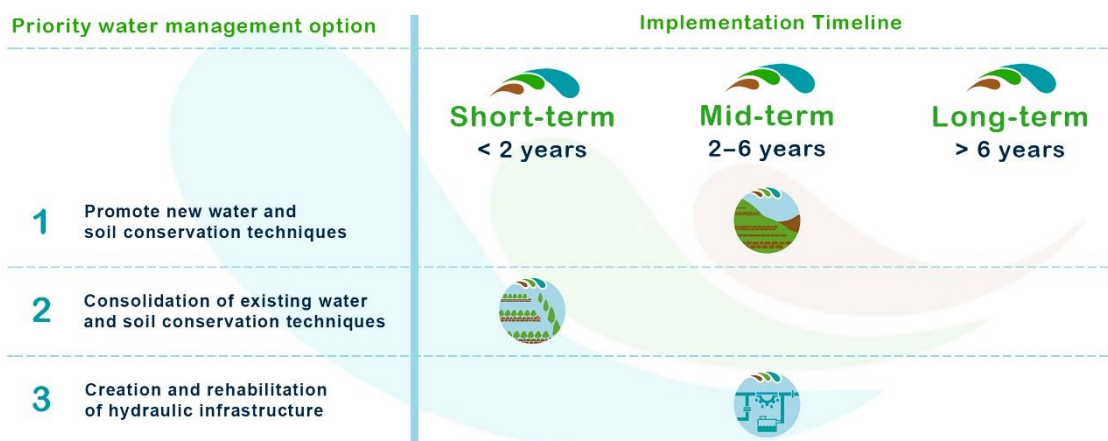 Priority water management option
Implementation Timeline
Short-term
Mid-term
Long-term
< 2 years
2–6 years
> 6 years
1
Promote new water and
soil conservation techniques
2
Consolidation of existing water
and soil conservation techniques
3
Creation and rehabilitation
of hydraulic infrastructure